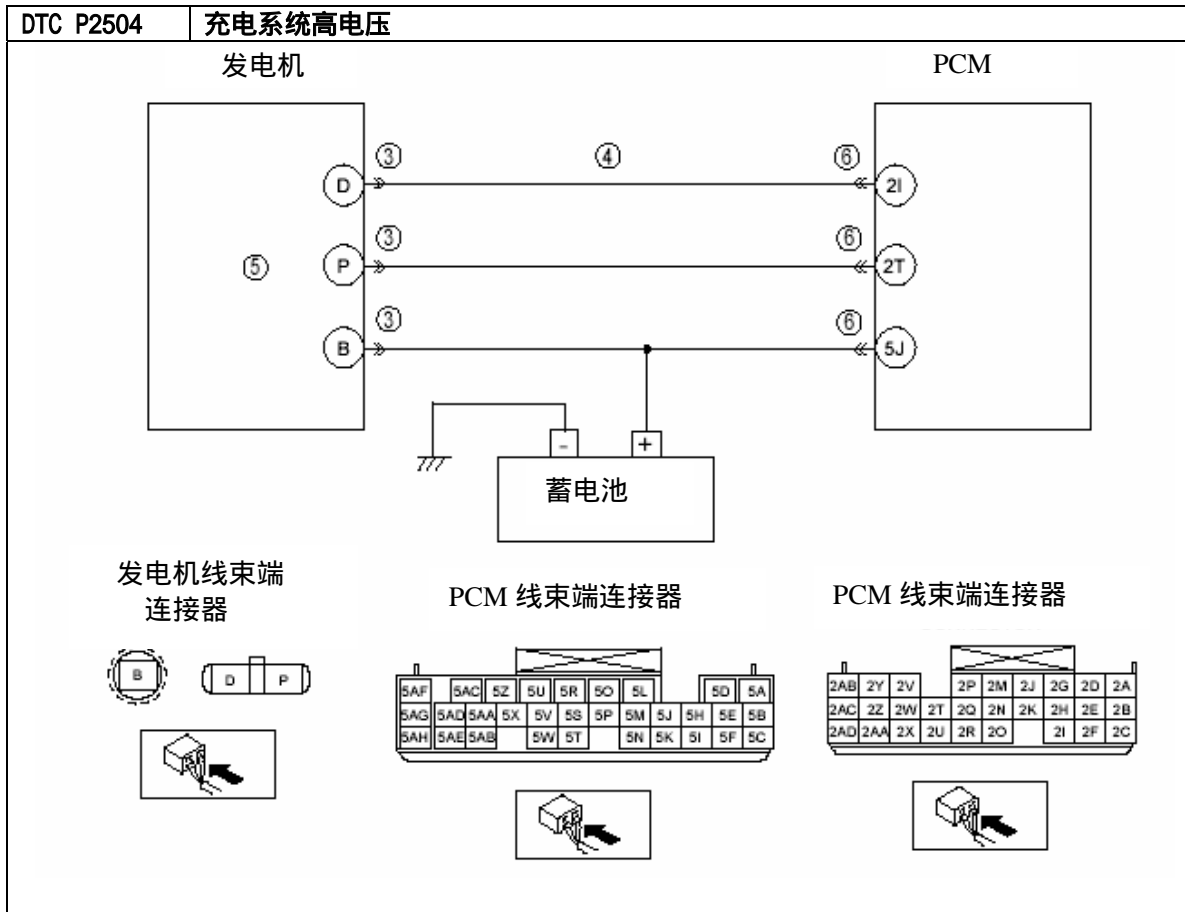 DTC P2504 充电系统高电压
发电机 PCM
③ ④ ⑥
D 2I
③ ⑥
⑤ P 2T
③ ⑥
B 5J
- +
蓄电池
发电机线束端
连接器
PCM 线束端连接器
PCM 线束端连接器
B D P
5AF 5AC 5Z 5U 5R 5O 5L 5D 5A
5AG 5AD 5AA 5X 5V 5S 5P 5M 5J 5H 5E 5B
5AH 5AE 5AB 5W 5T 5N 5K 5I 5F 5C
2AB 2Y 2V 2P 2M 2J 2G 2D 2A
2AC 2Z 2W 2T 2Q 2N 2K 2H 2E 2B
2AD 2AA 2X 2U 2R 2O 2I 2F 2C